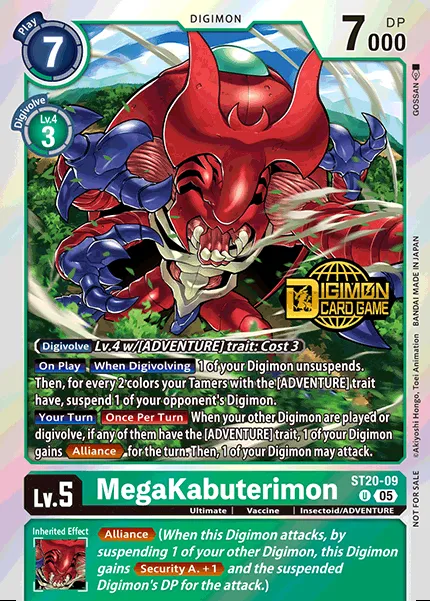 Play
7
DIGIMON
7000 DP
Digivolve
Lv.4
3
GOSSAN
DIGIMON
CARD GAME
©Akiyoshi Hongo, Toei Animation BANDAI MADE IN JAPAN
NOT FOR SALE
Digivolve Lv.4 w/[ADVENTURE] trait: Cost 3
On Play When Digivolving 1 of your Digimon unsuspends.
Then, for every 2 colors your Tamers with the [ADVENTURE] trait
have, suspend 1 of your opponent's Digimon.
Your Turn Once Per Turn When your other Digimon are played or
digivolve, if any of them have the [ADVENTURE] trait, 1 of your Digimon
gains Alliance for the turn. Then, 1 of your Digimon may attack.
Lv.5 MegaKabuterimon ST20-09
U 05
Ultimate | Vaccine | Insectoid/ADVENTURE
Inherited Effect
Alliance (When this Digimon attacks, by
suspending 1 of your other Digimon, this Digimon
gains Security A. +1 and the suspended
Digimon's DP for the attack.)